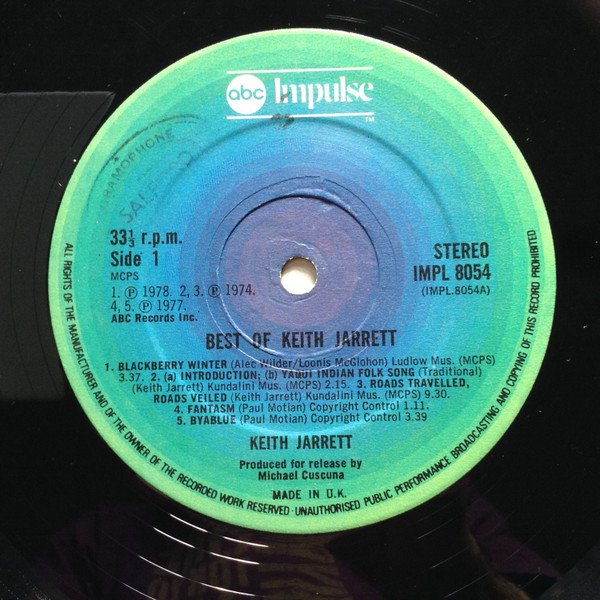 abc Impulse
TM
33⅓ r.p.m.
Side 1
MCPS
1. Ⓟ 1978. 2, 3. Ⓟ 1974.
4, 5. Ⓟ 1977.
ABC Records Inc.
STEREO
IMPL 8054
(IMPL.8054A)
BEST OF KEITH JARRETT
1. BLACKBERRY WINTER (Alec Wilder/Loonis McGlohon) Ludlow Mus. (MCPS)
3.37. 2. (a) INTRODUCTION; (b) YAQUI INDIAN FOLK SONG (Traditional)
(Keith Jarrett) Kundalini Mus. (MCPS) 2.15. 3. ROADS TRAVELLED,
ROADS VEILED (Keith Jarrett) Kundalini Mus. (MCPS) 9.30.
4. FANTASM (Paul Motian) Copyright Control 1.11.
5. BYABLUE (Paul Motian) Copyright Control 3.39
KEITH JARRETT
Produced for release by
Michael Cuscuna
MADE IN U.K.
ALL RIGHTS OF THE MANUFACTURER AND OF THE OWNER OF THE RECORDED WORK RESERVED · UNAUTHORISED PUBLIC PERFORMANCE BROADCASTING AND COPYING OF THIS RECORD PROHIBITED